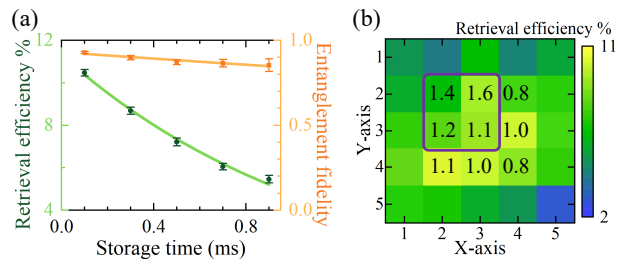 (a)
Retrieval efficiency %
12
8
4
1.0
0.5
0.0
Entanglement fidelity
0.0 0.4 0.8
Storage time (ms)
(b)
Retrieval efficiency %
Y-axis
1
2
3
4
5
1.4 1.6 0.8
1.2 1.1 1.0
1.1 1.0 0.8
1 2 3 4 5
X-axis
11
2